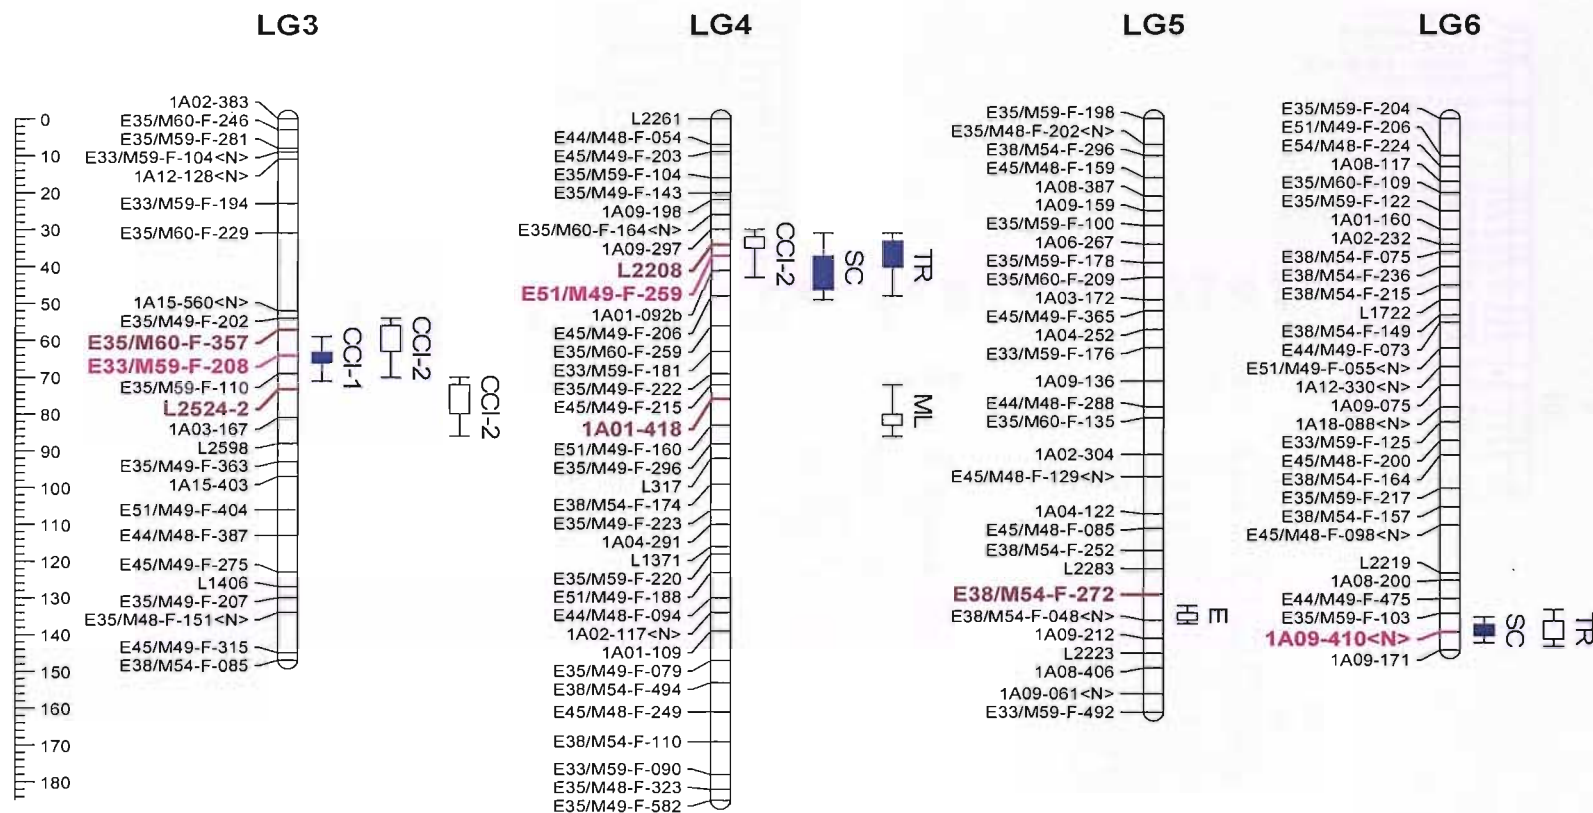 LG3
LG4
LG5
LG6
0
10
20
30
40
50
60
70
80
90
100
110
120
130
140
150
160
170
180
1A02-383
E35/M60-F-246
E35/M59-F-281
E33/M59-F-104<N>
1A12-128<N>
E33/M59-F-194
E35/M60-F-229
1A15-560<N>
E35/M49-F-202
E35/M60-F-357
E33/M59-F-208
E35/M59-F-110
L2524-2
1A03-167
L2598
E35/M49-F-363
1A15-403
E51/M49-F-404
E44/M48-F-387
E45/M49-F-275
L1406
E35/M49-F-207
E35/M48-F-151<N>
E45/M49-F-315
E38/M54-F-085
CCI-1
CCI-2
CCI-2
L2261
E44/M48-F-054
E45/M49-F-203
E35/M59-F-104
E35/M49-F-143
1A09-198
E35/M60-F-164<N>
1A09-297
L2208
E51/M49-F-259
1A01-092b
E45/M49-F-206
E35/M60-F-259
E33/M59-F-181
E35/M49-F-222
E45/M49-F-215
1A01-418
E51/M49-F-160
E35/M49-F-296
L317
E38/M54-F-174
E35/M49-F-223
1A04-291
L1371
E35/M59-F-220
E51/M49-F-188
E44/M48-F-094
1A02-117<N>
1A01-109
E35/M49-F-079
E38/M54-F-494
E45/M48-F-249
E38/M54-F-110
E33/M59-F-090
E35/M48-F-323
E35/M49-F-582
CCI-2
SC
TR
ML
E35/M59-F-198
E35/M48-F-202<N>
E38/M54-F-296
E45/M48-F-159
1A08-387
1A09-159
E35/M59-F-100
1A06-267
E35/M59-F-178
E35/M60-F-209
1A03-172
E45/M49-F-365
1A04-252
E33/M59-F-176
1A09-136
E44/M48-F-288
E35/M60-F-135
1A02-304
E45/M48-F-129<N>
1A04-122
E45/M48-F-085
E38/M54-F-252
L2283
E38/M54-F-272
E38/M54-F-048<N>
1A09-212
L2223
1A08-406
1A09-061<N>
E33/M59-F-492
E
E35/M59-F-204
E51/M49-F-206
E54/M48-F-224
1A08-117
E35/M60-F-109
E35/M59-F-122
1A01-160
1A02-232
E38/M54-F-075
E38/M54-F-236
E38/M54-F-215
L1722
E38/M54-F-149
E44/M49-F-073
E51/M49-F-055<N>
1A12-330<N>
1A09-075
1A18-088<N>
E33/M59-F-125
E45/M48-F-200
E38/M54-F-164
E35/M59-F-217
E38/M54-F-157
E45/M48-F-098<N>
L2219
1A08-200
E44/M49-F-475
E35/M59-F-103
1A09-410<N>
1A09-171
SC
TR